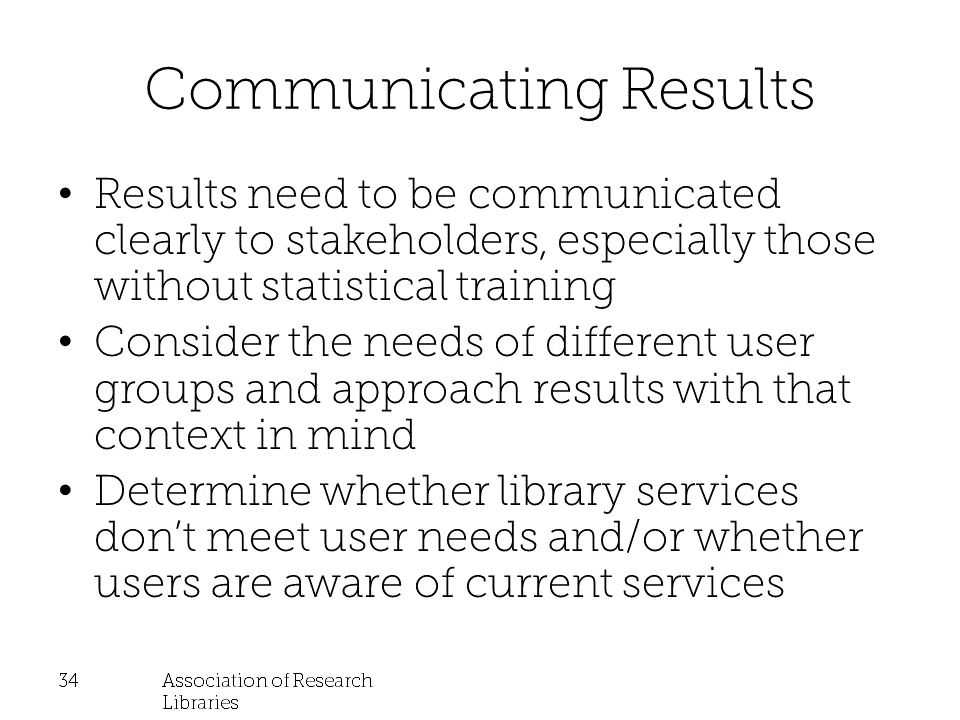 Communicating Results
• Results need to be communicated
clearly to stakeholders, especially those
without statistical training
• Consider the needs of different user
groups and approach results with that
context in mind
• Determine whether library services
don’t meet user needs and/or whether
users are aware of current services
34 Association of Research
Libraries